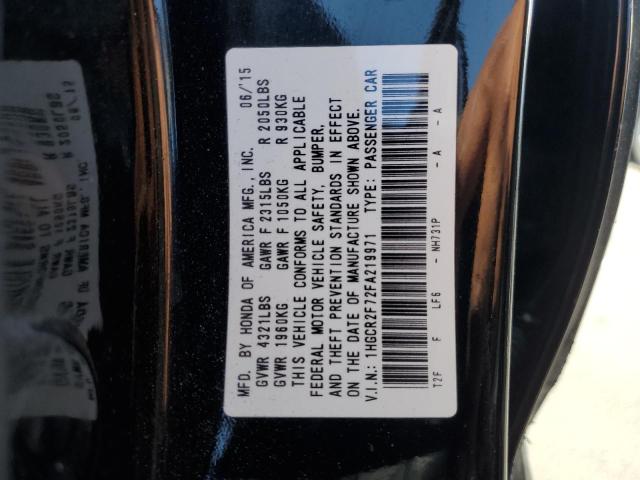 MFD. BY HONDA OF AMERICA MFG., INC. 06/15
GVWR 4321LBS GAWR F 2315LBS R 2050LBS
GVWR 1960KG GAWR F 1050KG R 930KG
THIS VEHICLE CONFORMS TO ALL APPLICABLE
FEDERAL MOTOR VEHICLE SAFETY, BUMPER,
AND THEFT PREVENTION STANDARDS IN EFFECT
ON THE DATE OF MANUFACTURE SHOWN ABOVE.
V.I.N.: 1HGCR2F72FA219971 TYPE: PASSENGER CAR
T2F F LF6 - NH731P - A - A